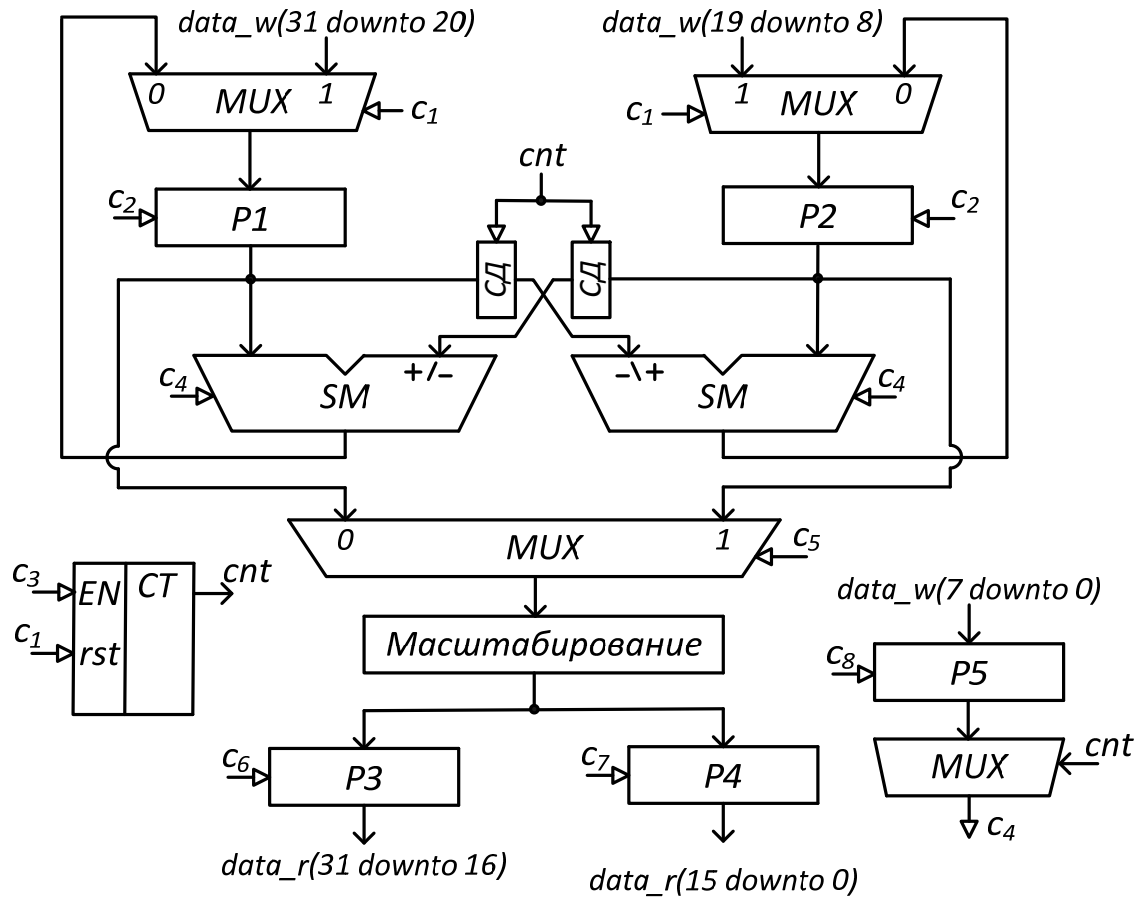 data_w(31 downto 20)
data_w(19 downto 8)
0 MUX 1
c₁
c₁
1 MUX 0
cnt
c₂
P1
P2
c₂
СД
СД
c₄
+/-
SM
-\+
SM
c₄
0 MUX 1
c₅
c₃
EN
CT
cnt
c₁
rst
data_w(7 downto 0)
Масштабирование
c₈
P5
c₆
P3
c₇
P4
MUX
cnt
c₄
data_r(31 downto 16)
data_r(15 downto 0)